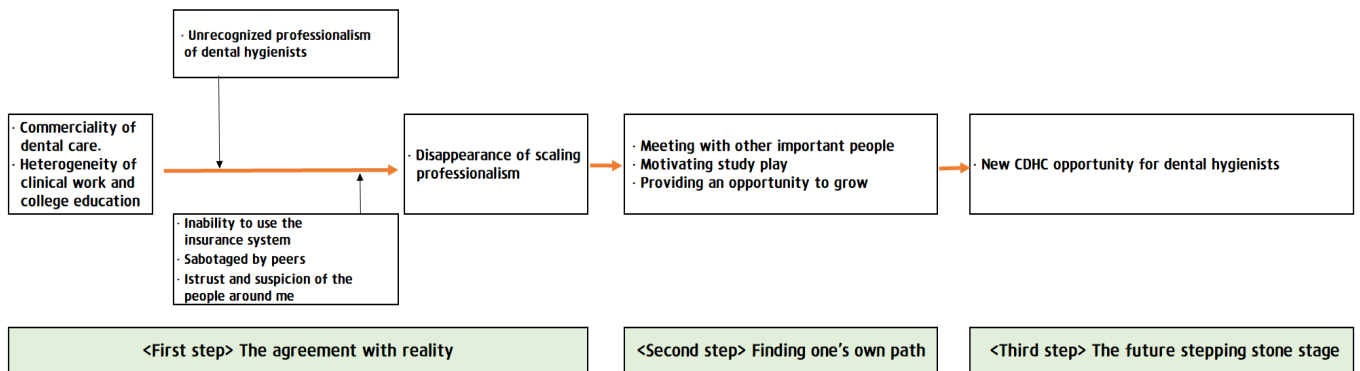 · Unrecognized professionalism
of dental hygienists
· Commerciality of
dental care.
· Heterogeneity of
clinical work and
college education
· Disappearance of scaling
professionalism
· Meeting with other important people
· Motivating study play
· Providing an opportunity to grow
· New CDHC opportunity for dental hygienists
· Inability to use the
insurance system
· Sabotaged by peers
· Istrust and suspicion of the
people around me
<First step> The agreement with reality
<Second step> Finding one's own path
<Third step> The future stepping stone stage